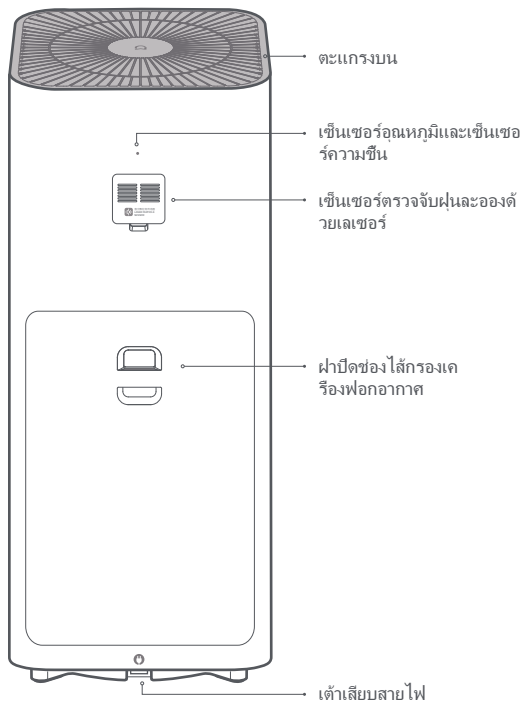 ตะแกรงบน
เซ็นเซอร์อุณหภูมิและเซ็นเซอ
ร์ความชื้น
เซ็นเซอร์ตรวจจับฝุ่นละอองด้
วยเลเซอร์
ฝาปิดช่องไส้กรองเค
รื่องฟอกอากาศ
เต้าเสียบสายไฟ